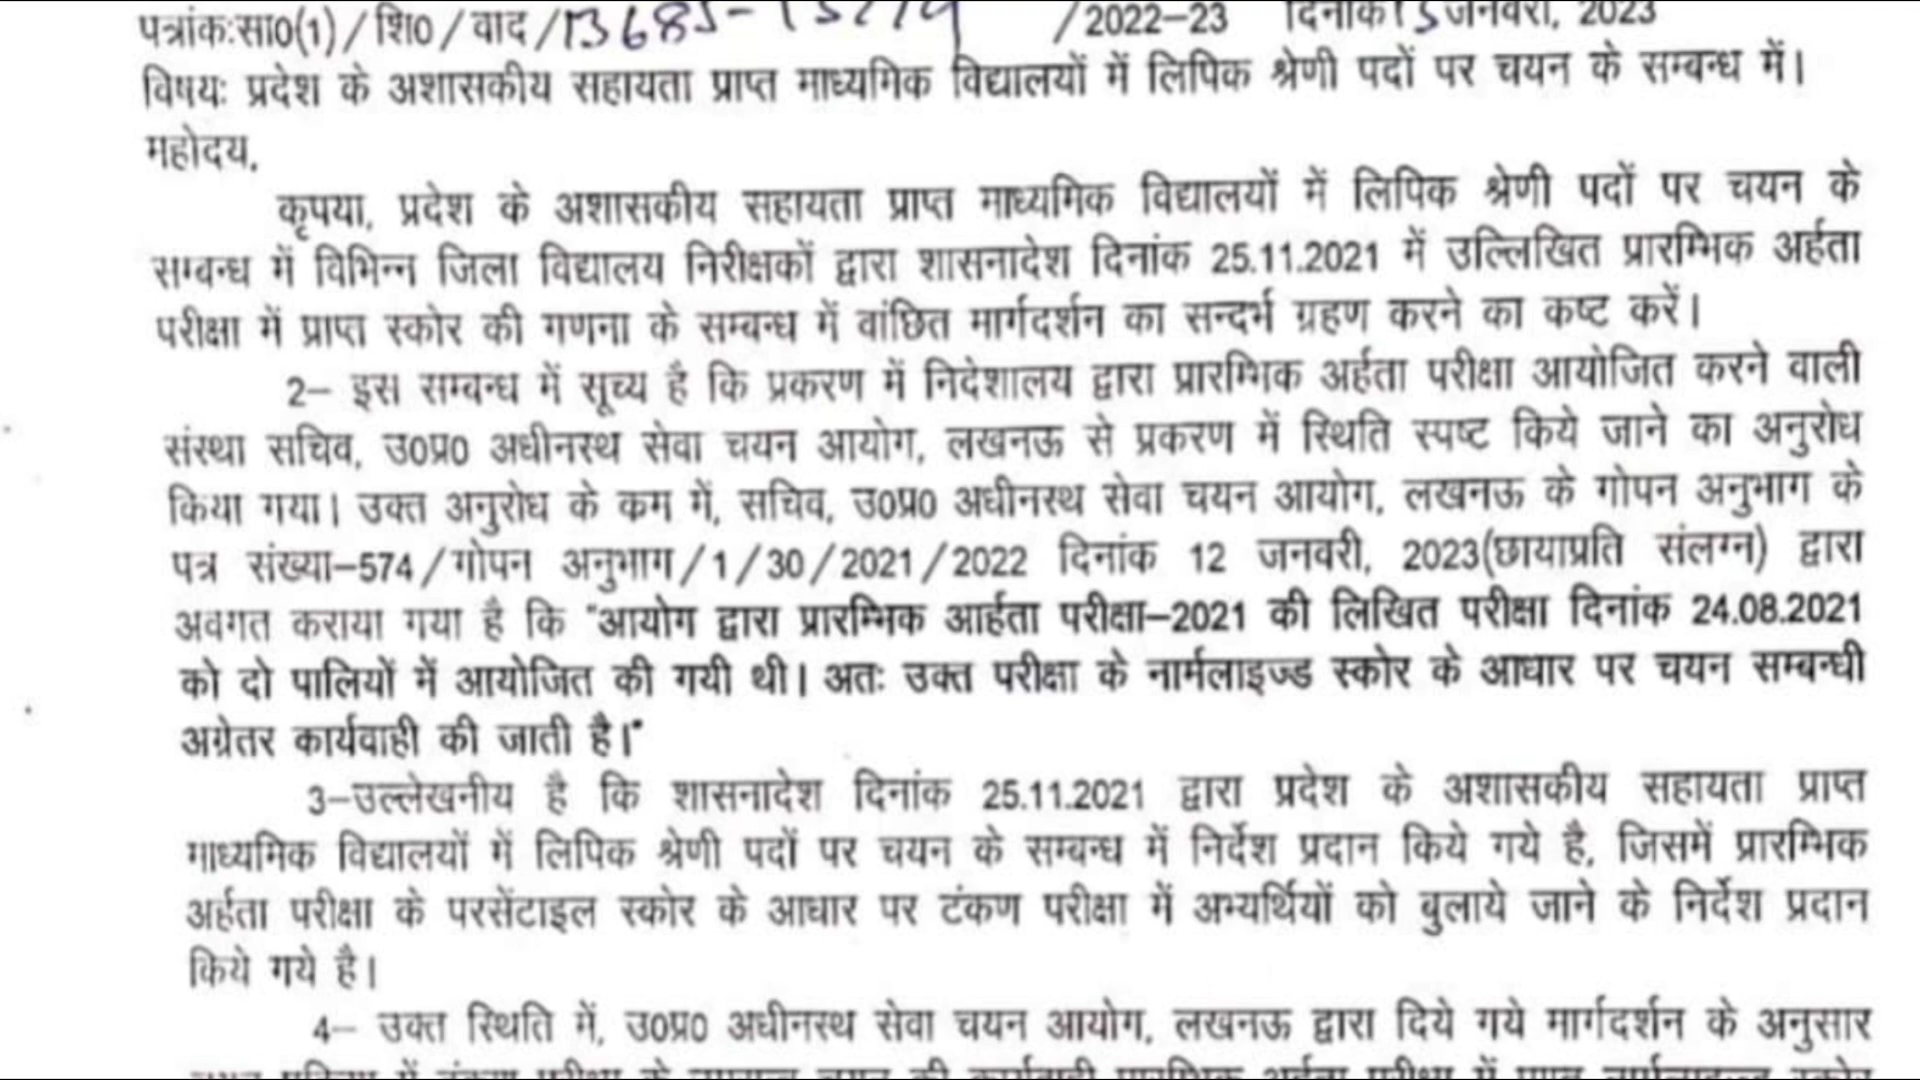 पत्रांकःसा0(1)/शि0/वाद/ /2022-23 दिनांक जनवरी, 2023
विषयः प्रदेश के अशासकीय सहायता प्राप्त माध्यमिक विद्यालयों में लिपिक श्रेणी पदों पर चयन के सम्बन्ध में।
महोदय,
कृपया, प्रदेश के अशासकीय सहायता प्राप्त माध्यमिक विद्यालयों में लिपिक श्रेणी पदों पर चयन के
सम्बन्ध में विभिन्न जिला विद्यालय निरीक्षकों द्वारा शासनादेश दिनांक 25.11.2021 में उल्लिखित प्रारम्भिक अर्हता
परीक्षा में प्राप्त स्कोर की गणना के सम्बन्ध में वांछित मार्गदर्शन का सन्दर्भ ग्रहण करने का कष्ट करें।
2– इस सम्बन्ध में सूच्य है कि प्रकरण में निदेशालय द्वारा प्रारम्भिक अर्हता परीक्षा आयोजित करने वाली
संस्था सचिव, उ0प्र0 अधीनस्थ सेवा चयन आयोग, लखनऊ से प्रकरण में स्थिति स्पष्ट किये जाने का अनुरोध
किया गया। उक्त अनुरोध के कम में, सचिव, उ0प्र0 अधीनस्थ सेवा चयन आयोग, लखनऊ के गोपन अनुभाग के
पत्र संख्या–574/गोपन अनुभाग/1/30/2021/2022 दिनांक 12 जनवरी, 2023(छायाप्रति संलग्न) द्वारा
अवगत कराया गया है कि "आयोग द्वारा प्रारम्भिक आर्हता परीक्षा–2021 की लिखित परीक्षा दिनांक 24.08.2021
को दो पालियों में आयोजित की गयी थी। अतः उक्त परीक्षा के नार्मलाइज्ड स्कोर के आधार पर चयन सम्बन्धी
अग्रेतर कार्यवाही की जाती है।"
3–उल्लेखनीय है कि शासनादेश दिनांक 25.11.2021 द्वारा प्रदेश के अशासकीय सहायता प्राप्त
माध्यमिक विद्यालयों में लिपिक श्रेणी पदों पर चयन के सम्बन्ध में निर्देश प्रदान किये गये है, जिसमें प्रारम्भिक
अर्हता परीक्षा के परसेंटाइल स्कोर के आधार पर टंकण परीक्षा में अभ्यर्थियों को बुलाये जाने के निर्देश प्रदान
किये गये है।
4– उक्त स्थिति में, उ0प्र0 अधीनस्थ सेवा चयन आयोग, लखनऊ द्वारा दिये गये मार्गदर्शन के अनुसार